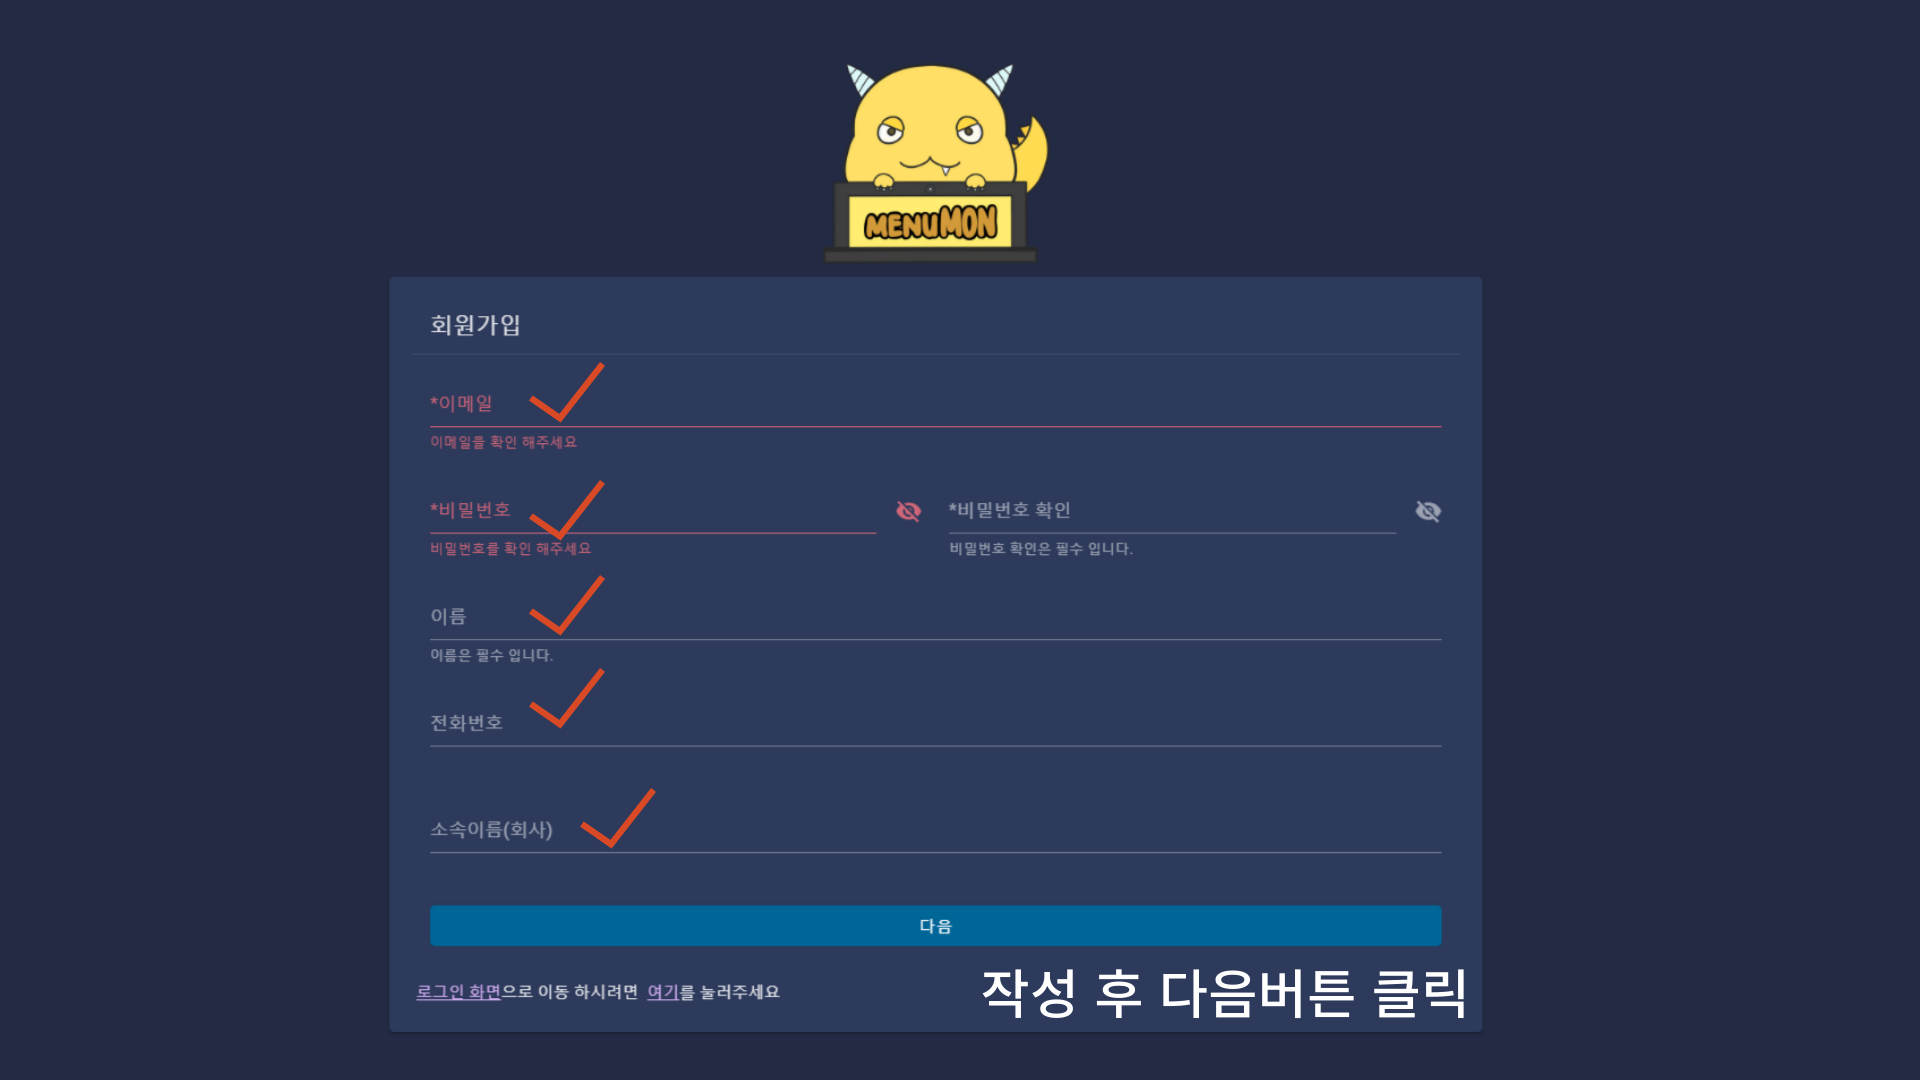 MENUMON
회원가입
*이메일
이메일을 확인 해주세요
*비밀번호
*비밀번호 확인
비밀번호를 확인 해주세요
비밀번호 확인은 필수 입니다.
이름
이름은 필수 입니다.
전화번호
소속이름(회사)
다음
로그인 화면으로 이동 하시려면 여기를 눌러주세요
작성 후 다음버튼 클릭